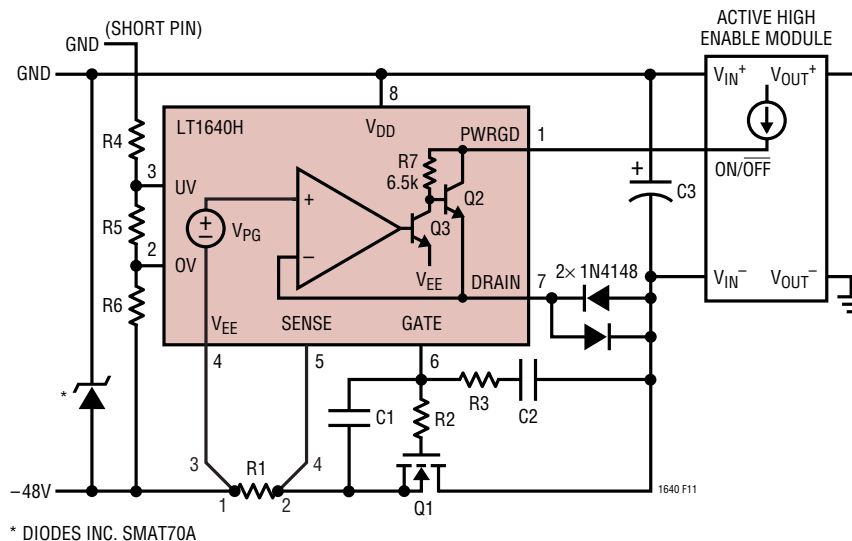 (SHORT PIN)
GND
GND
ACTIVE HIGH
ENABLE MODULE
VIN+
VOUT+
8
LT1640H
VDD
PWRGD
1
R4
R7
6.5k
ON/OFF
3
UV
+
Q2
+
C3
R5
+
−
VPG
Q3
2
OV
−
VEE
DRAIN
7
2× 1N4148
VIN−
VOUT−
R6
VEE
SENSE
GATE
4
5
6
*
C1
R2
R3
C2
3
R1
4
−48V
1
2
Q1
1640 F11
* DIODES INC. SMAT70A